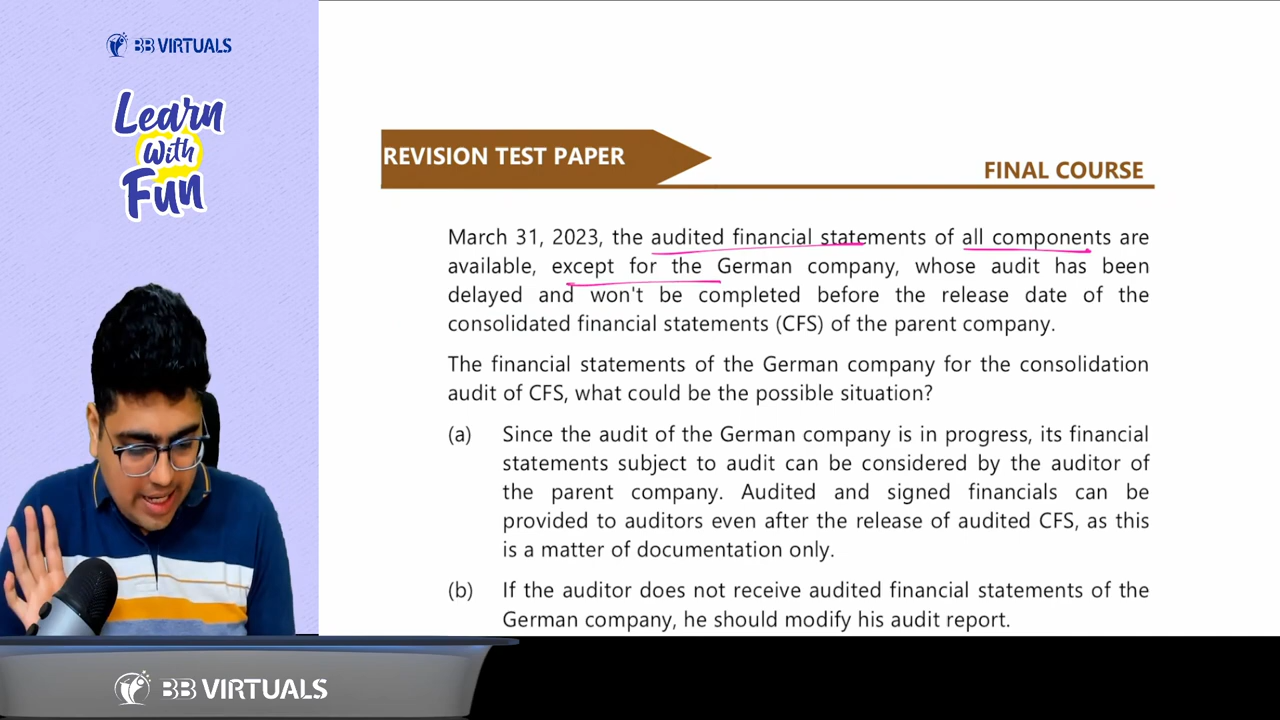 BB VIRTUALS
Learn
With
Fun
REVISION TEST PAPER
FINAL COURSE
March 31, 2023, the audited financial statements of all components are
available, except for the German company, whose audit has been
delayed and won't be completed before the release date of the
consolidated financial statements (CFS) of the parent company.
The financial statements of the German company for the consolidation
audit of CFS, what could be the possible situation?
(a) Since the audit of the German company is in progress, its financial
statements subject to audit can be considered by the auditor of
the parent company. Audited and signed financials can be
provided to auditors even after the release of audited CFS, as this
is a matter of documentation only.
(b) If the auditor does not receive audited financial statements of the
German company, he should modify his audit report.
BB VIRTUALS